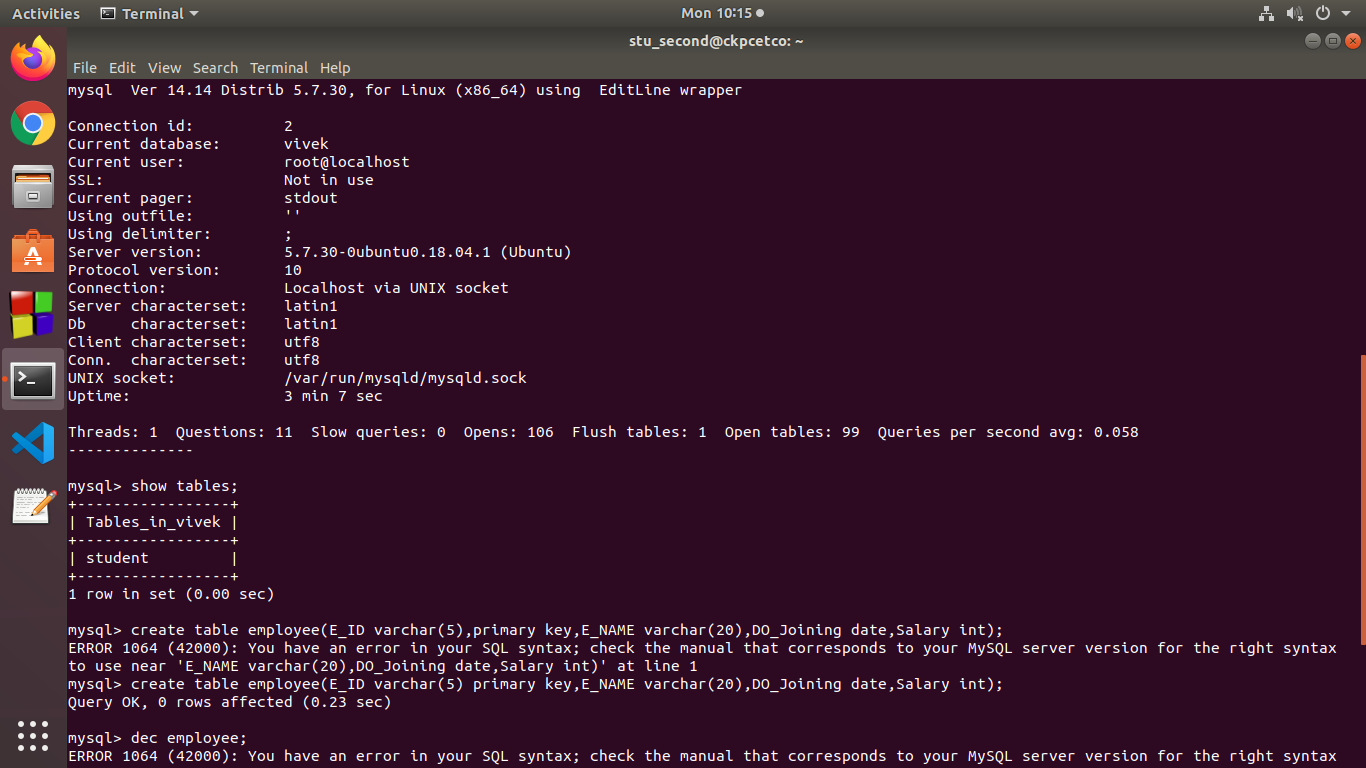 Activities Terminal Mon 10:15
stu_second@ckpcetco: ~
File Edit View Search Terminal Help
mysql  Ver 14.14 Distrib 5.7.30, for Linux (x86_64) using  EditLine wrapper
Connection id:          2
Current database:       vivek
Current user:           root@localhost
SSL:                    Not in use
Current pager:          stdout
Using outfile:          ''
Using delimiter:        ;
Server version:         5.7.30-0ubuntu0.18.04.1 (Ubuntu)
Protocol version:       10
Connection:             Localhost via UNIX socket
Server characterset:    latin1
Db     characterset:    latin1
Client characterset:    utf8
Conn.  characterset:    utf8
UNIX socket:            /var/run/mysqld/mysqld.sock
Uptime:                 3 min 7 sec
Threads: 1  Questions: 11  Slow queries: 0  Opens: 106  Flush tables: 1  Open tables: 99  Queries per second avg: 0.058
--------------
mysql> show tables;
+-----------------+
| Tables_in_vivek |
+-----------------+
| student         |
+-----------------+
1 row in set (0.00 sec)
mysql> create table employee(E_ID varchar(5),primary key,E_NAME varchar(20),DO_Joining date,Salary int);
ERROR 1064 (42000): You have an error in your SQL syntax; check the manual that corresponds to your MySQL server version for the right syntax
to use near 'E_NAME varchar(20),DO_Joining date,Salary int)' at line 1
mysql> create table employee(E_ID varchar(5) primary key,E_NAME varchar(20),DO_Joining date,Salary int);
Query OK, 0 rows affected (0.23 sec)
mysql> dec employee;
ERROR 1064 (42000): You have an error in your SQL syntax; check the manual that corresponds to your MySQL server version for the right syntax